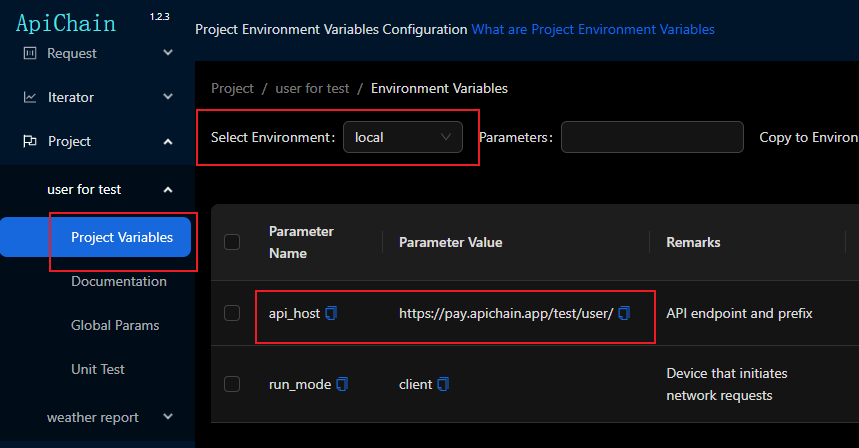 ApiChain 1.2.3
Project Environment Variables Configuration What are Project Environment Variables
Request
Iterator
Project
user for test
Project Variables
Documentation
Global Params
Unit Test
weather report
Project / user for test / Environment Variables
Select Environment: local Parameters: Copy to Environ
Parameter Name Parameter Value Remarks
api_host https://pay.apichain.app/test/user/ API endpoint and prefix
run_mode client Device that initiates
network requests